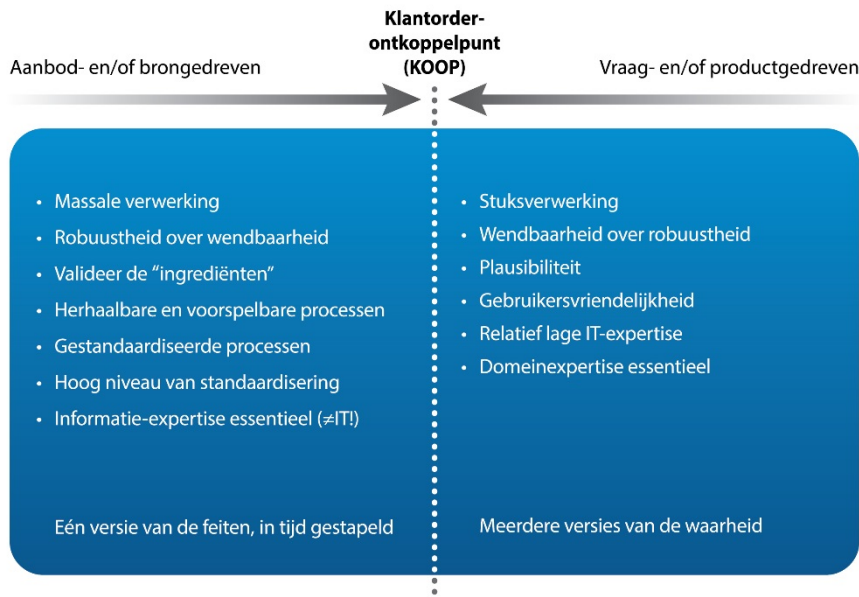 Klantorder-
ontkoppelpunt
(KOOP)
Aanbod- en/of brongedreven
Vraag- en/of productgedreven
• Massale verwerking
• Robuustheid over wendbaarheid
• Valideer de “ingrediënten”
• Herhaalbare en voorspelbare processen
• Gestandaardiseerde processen
• Hoog niveau van standaardisering
• Informatie-expertise essentieel (≠IT!)
Eén versie van de feiten, in tijd gestapeld
• Stuksverwerking
• Wendbaarheid over robuustheid
• Plausibiliteit
• Gebruikersvriendelijkheid
• Relatief lage IT-expertise
• Domeinexpertise essentieel
Meerdere versies van de waarheid